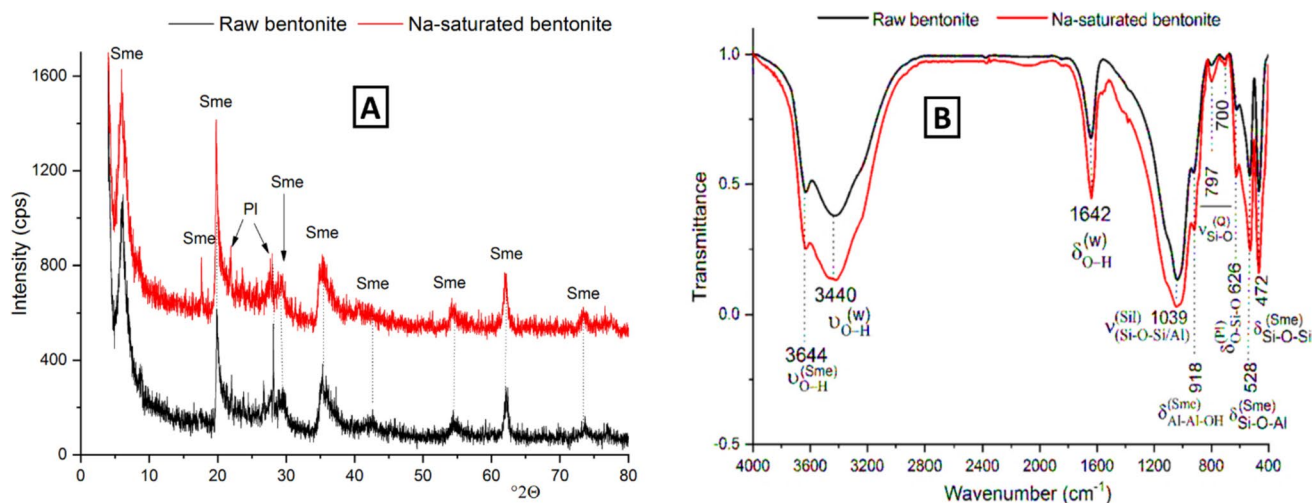 Raw bentonite
Na-saturated bentonite
A
Sme
Sme
Sme
Sme
Pl
Sme
Sme
Sme
Sme
Sme
Intensity (cps)
1600
1200
800
400
0
0 10 20 30 40 50 60 70 80
°2Θ
Raw bentonite
Na-saturated bentonite
B
Transmittance
1.0
0.5
0.0
-0.5
3644
υO–H(Sme)
3440
υO–H(w)
1642
δO–H(w)
1039
ν(Si-O-Si/Al)(Sil)
918
δAl-Al-OH(Sme)
797
700
νSi-O(Q)
626
δO-Si-O(Pl)
528
δSi-O-Al(Sme)
472
δSi-O-Si(Sme)
4000 3600 3200 2800 2400 2000 1600 1200 800 400
Wavenumber (cm⁻¹)